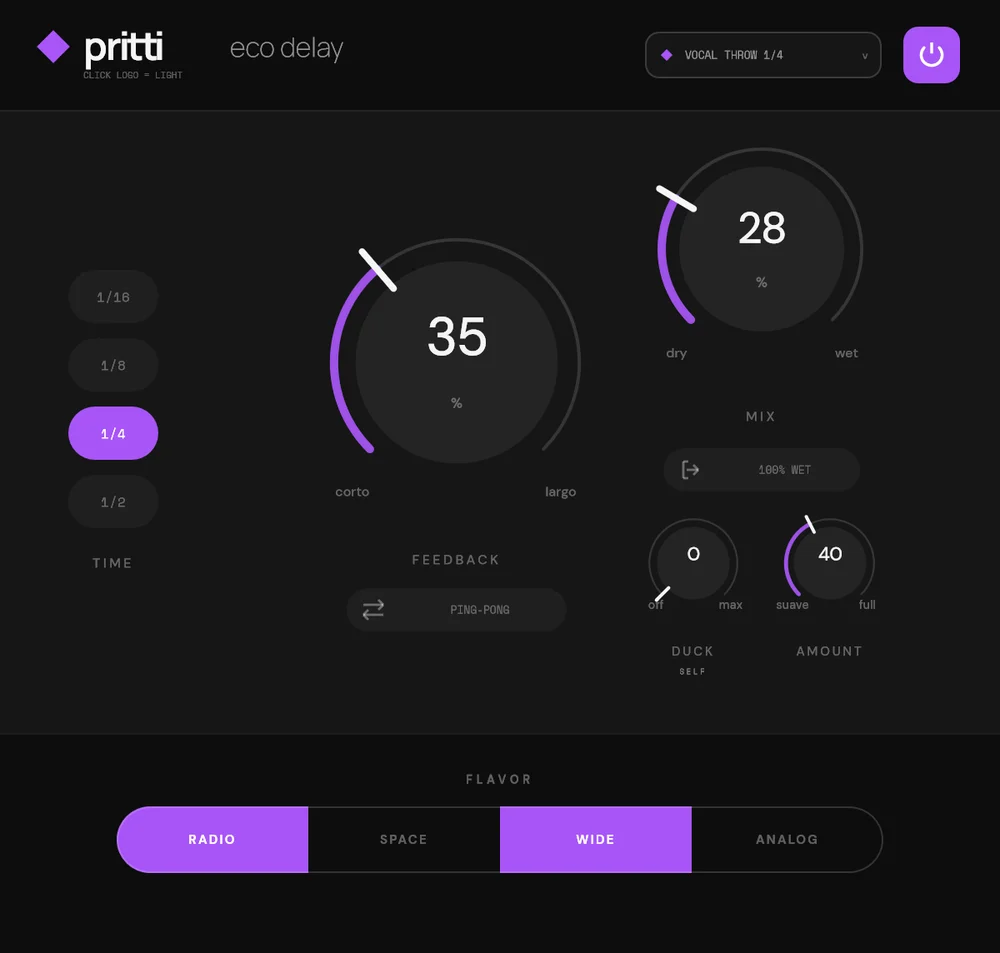 pritti
CLICK LOGO = LIGHT
eco delay
VOCAL THROW 1/4
v
1/16
1/8
1/4
1/2
TIME
35
%
corto largo
FEEDBACK
PING-PONG
28
%
dry wet
MIX
100% WET
0
off max
DUCK
SELF
40
suave full
AMOUNT
FLAVOR
RADIO SPACE WIDE ANALOG